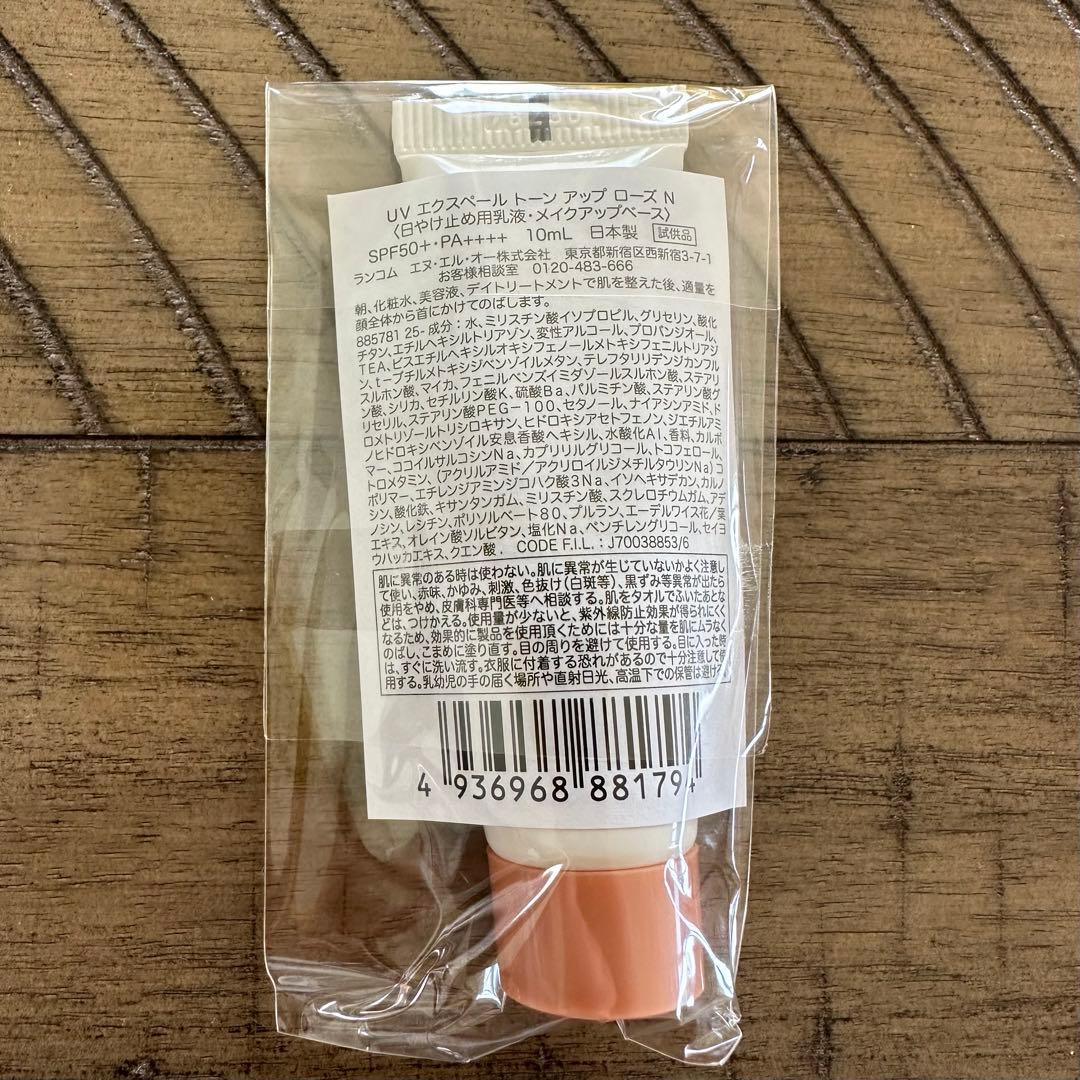 UV エクスペール トーン アップ ローズ N
〈日やけ止め用乳液・メイクアップベース〉
SPF50+・PA++++ 10mL 日本製 試供品
ランコム エヌ・エル・オー株式会社 東京都新宿区西新宿3-7-1
お客様相談室 0120-483-666
朝、化粧水、美容液、デイトリートメントで肌を整えた後、適量を
顔全体から首にかけてのばします。
885781 25- 成分：水、ミリスチン酸イソプロピル、グリセリン、酸化
チタン、エチルヘキシルトリアゾン、変性アルコール、プロパンジオール、
TEA、ビスエチルヘキシルオキシフェノールメトキシフェニルトリアジ
ン、t-ブチルメトキシジベンゾイルメタン、テレフタリリデンジカンフル
スルホン酸、マイカ、フェニルベンズイミダゾールスルホン酸、ステアリ
ン酸、シリカ、セチルリン酸K、硫酸Ba、パルミチン酸、ステアリン酸グ
リセリル、ステアリン酸PEG-100、セタノール、ナイアシンアミド、ド
ロメトリゾールトリシロキサン、ヒドロキシアセトフェノン、ジエチルアミ
ノヒドロキシベンゾイル安息香酸ヘキシル、水酸化Al、香料、カルボ
マー、ココイルサルコシンNa、カプリリルグリコール、トコフェロール、
トロメタミン、(アクリルアミド/アクリロイルジメチルタウリンNa)コ
ポリマー、エチレンジアミンジコハク酸3Na、イソヘキサデカン、カルノ
シン、酸化鉄、キサンタンガム、ミリスチン酸、スクレロチウムガム、アデ
ノシン、レシチン、ポリソルベート80、プルラン、エーデルワイス花/葉
エキス、オレイン酸ソルビタン、塩化Na、ペンチレングリコール、セイヨ
ウハッカエキス、クエン酸. CODE F.I.L.：J70038853/6
肌に異常のある時は使わない。肌に異常が生じていないかよく注意し
て使い、赤味、かゆみ、刺激、色抜け(白斑等)、黒ずみ等異常が出たら
使用をやめ、皮膚科専門医等へ相談する。肌をタオルでふいたあとな
どは、つけかえる。使用量が少ないと、紫外線防止効果が得られにくく
なるため、効果的に製品を使用頂くためには十分な量を肌にムラなく
のばし、こまめに塗り直す。目の周りを避けて使用する。目に入った時
は、すぐに洗い流す。衣服に付着する恐れがあるので十分注意して使
用する。乳幼児の手の届く場所や直射日光、高温下での保管は避ける。
4 936968 881794